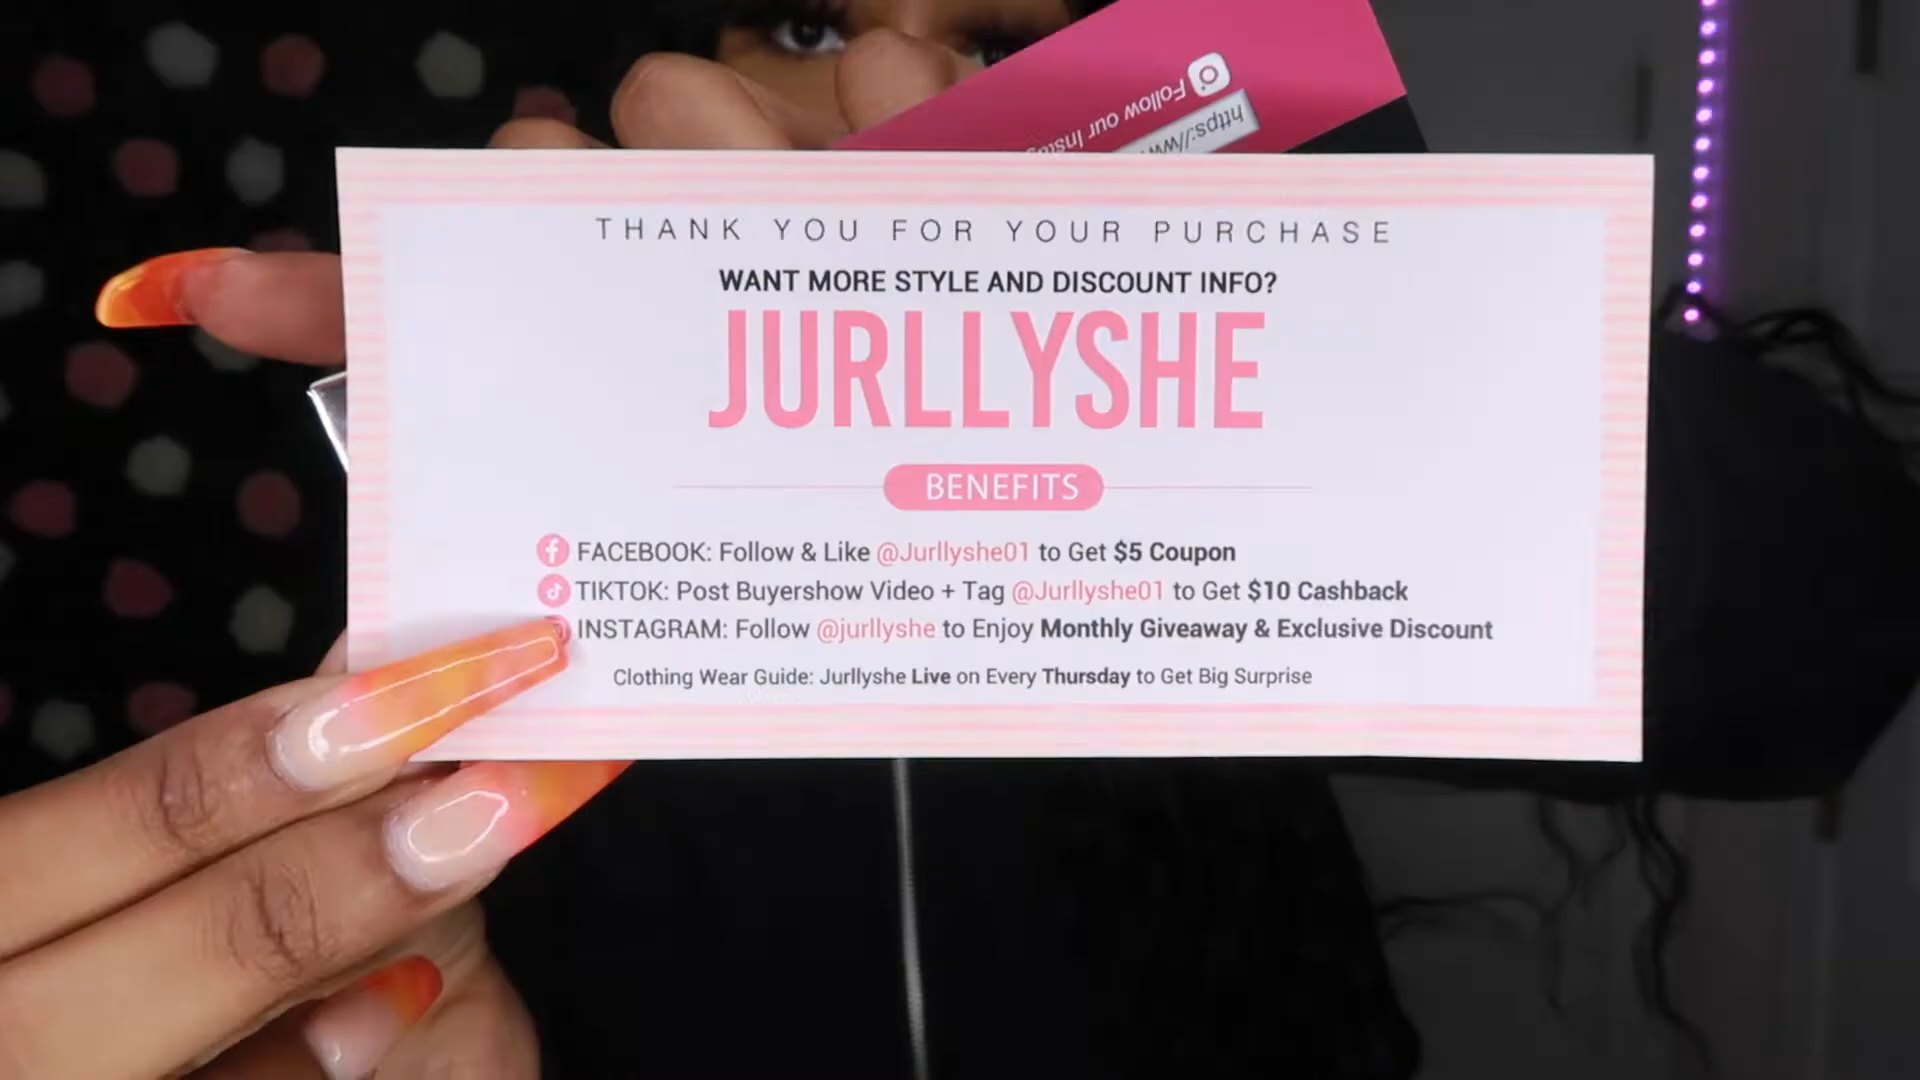 Follow our Instag
https://www.
THANK YOU FOR YOUR PURCHASE
WANT MORE STYLE AND DISCOUNT INFO?
JURLLYSHE
BENEFITS
FACEBOOK: Follow & Like @Jurllyshe01 to Get $5 Coupon
TIKTOK: Post Buyershow Video + Tag @Jurllyshe01 to Get $10 Cashback
INSTAGRAM: Follow @jurllyshe to Enjoy Monthly Giveaway & Exclusive Discount
Clothing Wear Guide: Jurllyshe Live on Every Thursday to Get Big Surprise